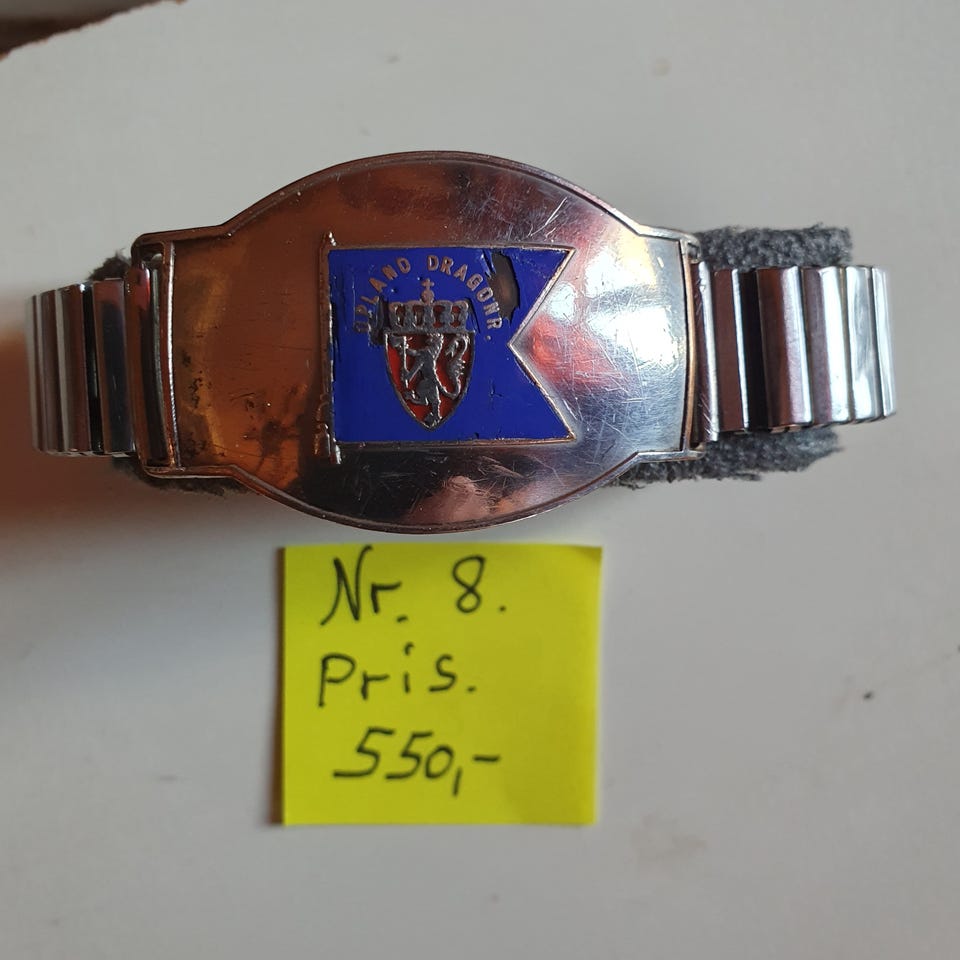 OPLAND DRAGONR.
Nr. 8.
Pris.
550,-